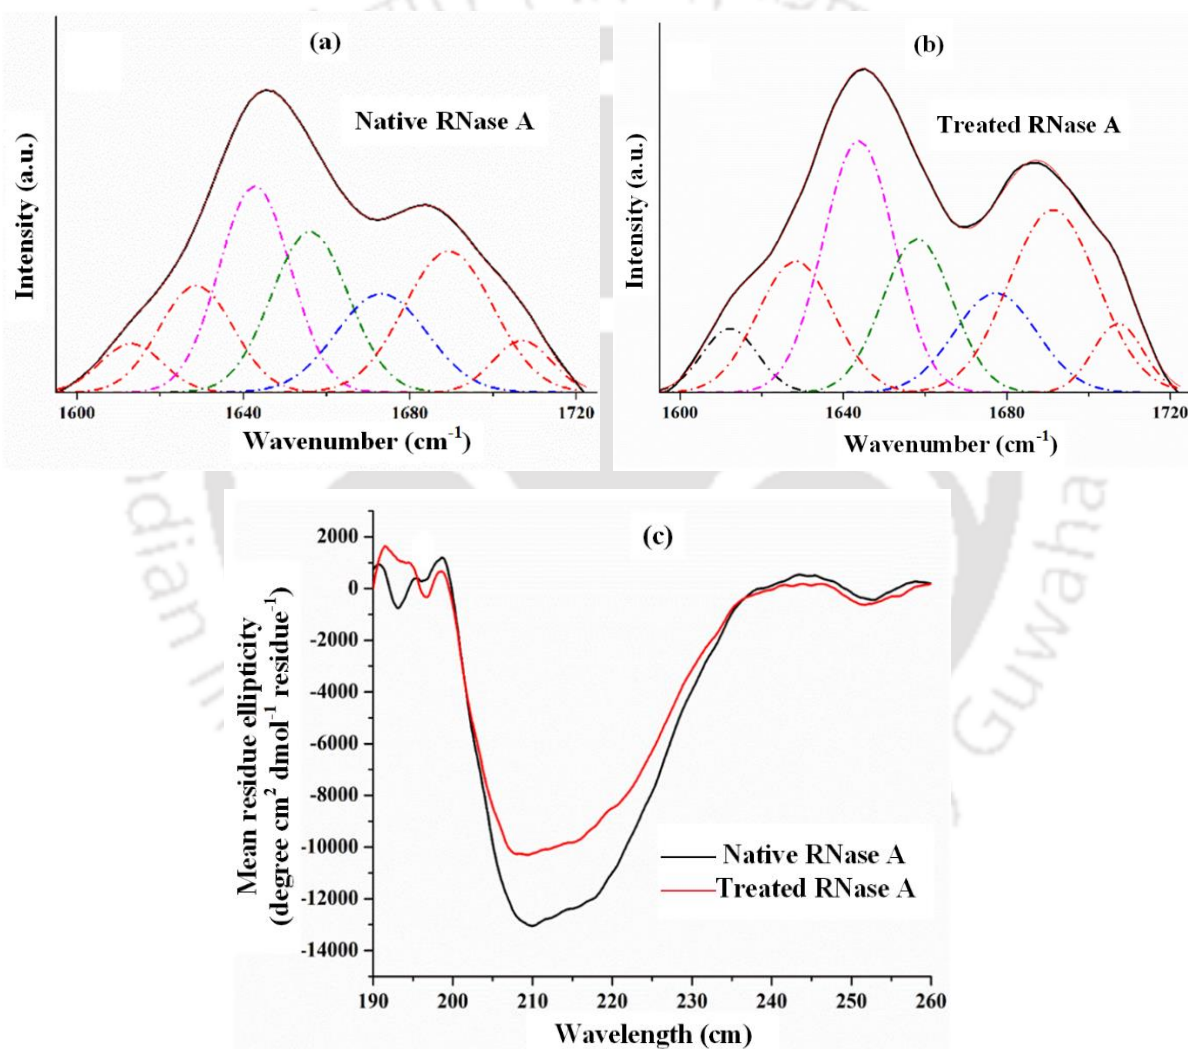 (a)
Native RNase A
Intensity (a.u.)
1600 1640 1680 1720
Wavenumber (cm⁻¹)
(b)
Treated RNase A
Intensity (a.u.)
1600 1640 1680 1720
Wavenumber (cm⁻¹)
(c)
Mean residue ellipticity
(degree cm² dmol⁻¹ residue⁻¹)
2000
0
-2000
-4000
-6000
-8000
-10000
-12000
-14000
Native RNase A
Treated RNase A
190 200 210 220 230 240 250 260
Wavelength (cm)
ndian I
Guwaha